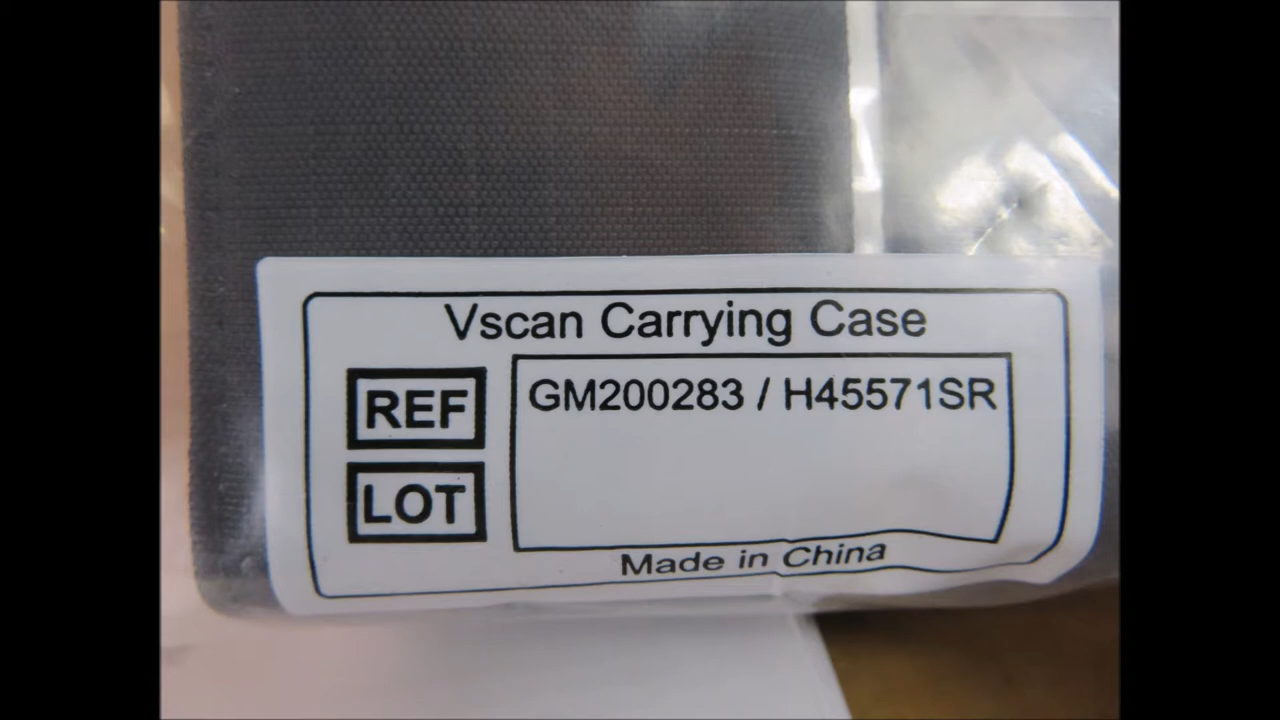 Vscan Carrying Case
REF
GM200283 / H45571SR
LOT
Made in China